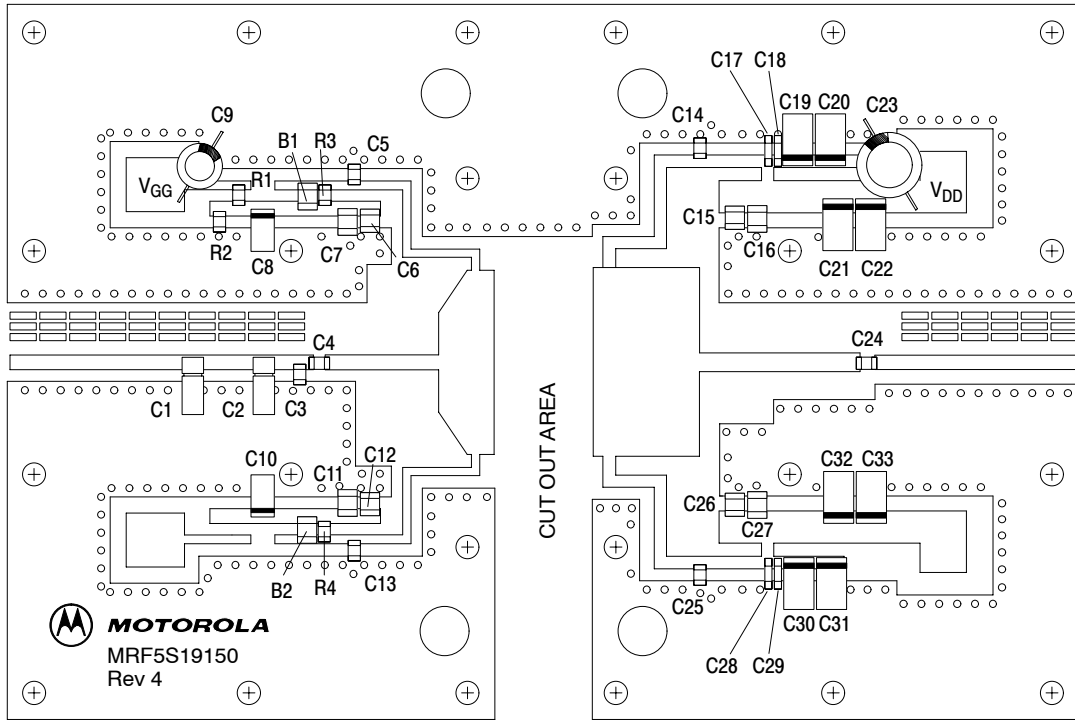 C17 C18
C19 C20 C23
C14
C9
B1 R3 C5
R1
VGG
VDD
C15
C16
R2 C8 C7 C6
C21 C22
C4
C24
C1 C2 C3
CUT OUT AREA
C10 C11 C12
C32 C33
C26
C27
B2 R4 C13
C25
C30 C31
C28 C29
MOTOROLA
MRF5S19150
Rev 4